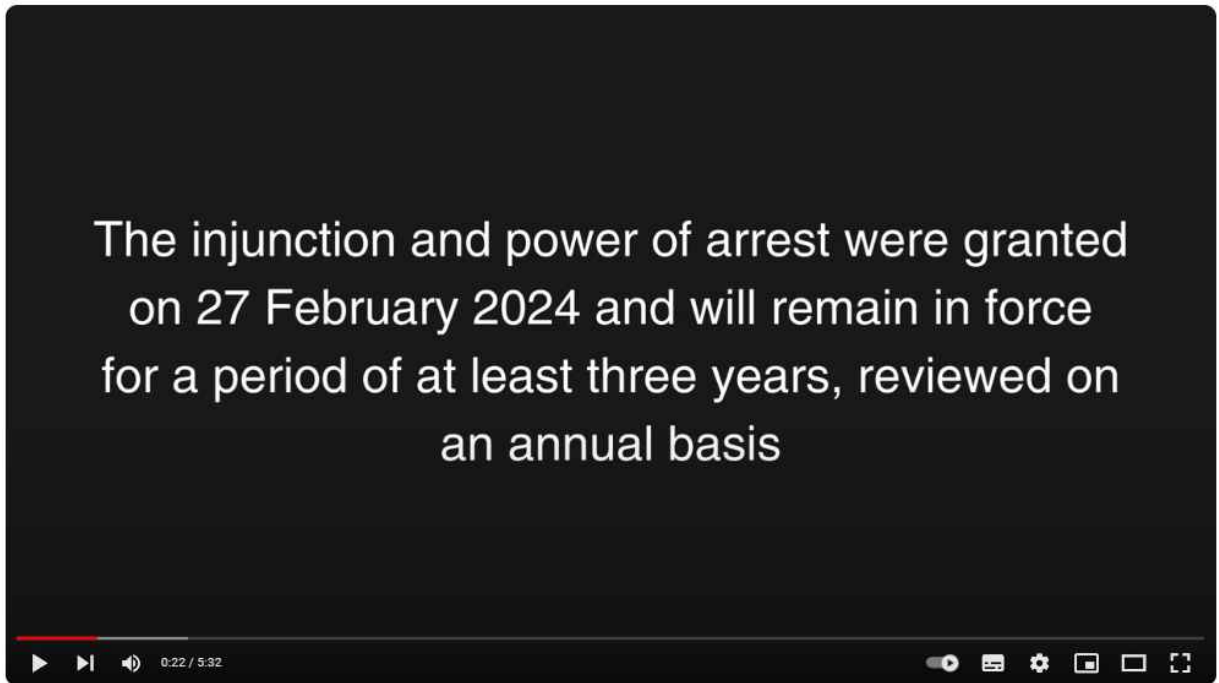 The injunction and power of arrest were granted
on 27 February 2024 and will remain in force
for a period of at least three years, reviewed on
an annual basis
0:22 / 5:32